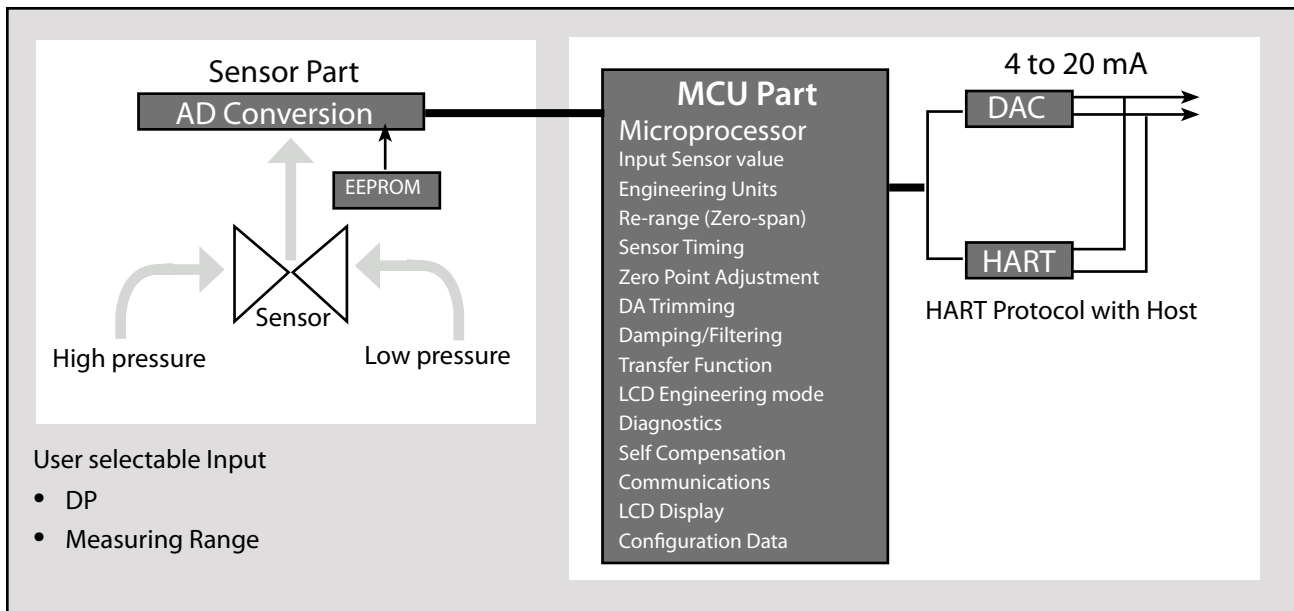 Sensor Part
AD Conversion
EEPROM
Sensor
High pressure
Low pressure
User selectable Input
• DP
• Measuring Range
MCU Part
Microprocessor
Input Sensor value
Engineering Units
Re-range (Zero-span)
Sensor Timing
Zero Point Adjustment
DA Trimming
Damping/Filtering
Transfer Function
LCD Engineering mode
Diagnostics
Self Compensation
Communications
LCD Display
Configuration Data
4 to 20 mA
DAC
HART
HART Protocol with Host